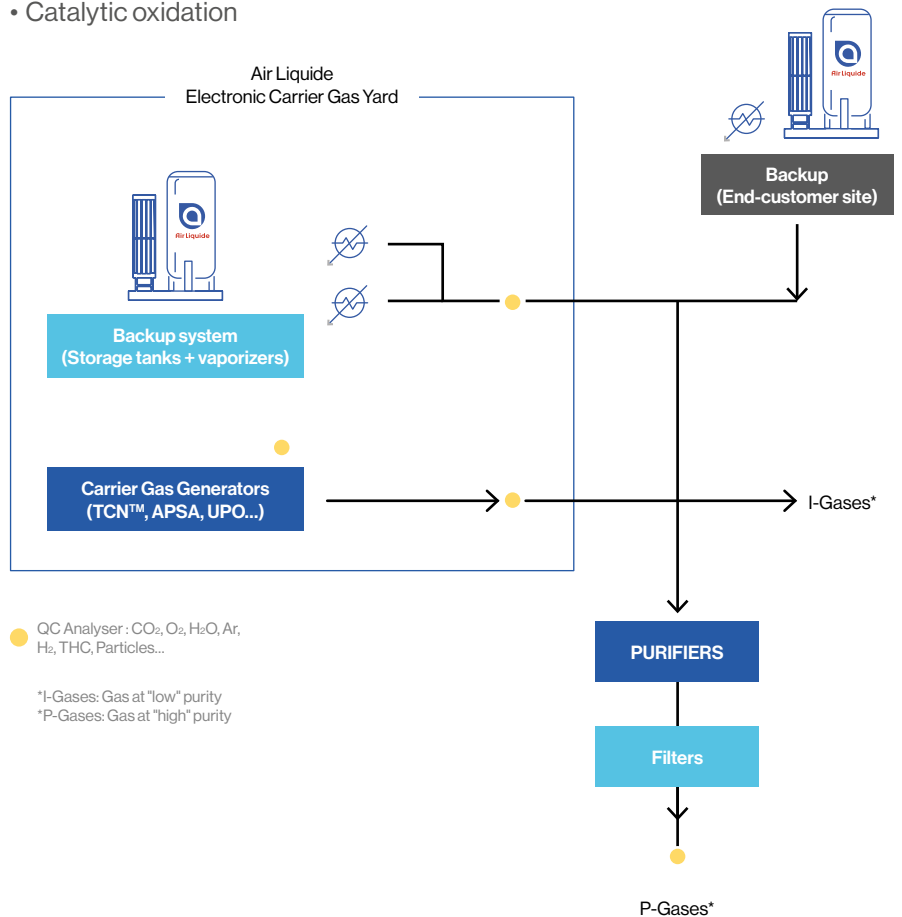 • Catalytic oxidation
Air Liquide
Electronic Carrier Gas Yard
Air Liquide
Backup
(End-customer site)
Air Liquide
Backup system
(Storage tanks + vaporizers)
Carrier Gas Generators
(TCN™, APSA, UPO...)
I-Gases*
QC Analyser : CO₂, O₂, H₂O, Ar,
H₂, THC, Particles...
*I-Gases: Gas at "low" purity
*P-Gases: Gas at "high" purity
PURIFIERS
Filters
P-Gases*